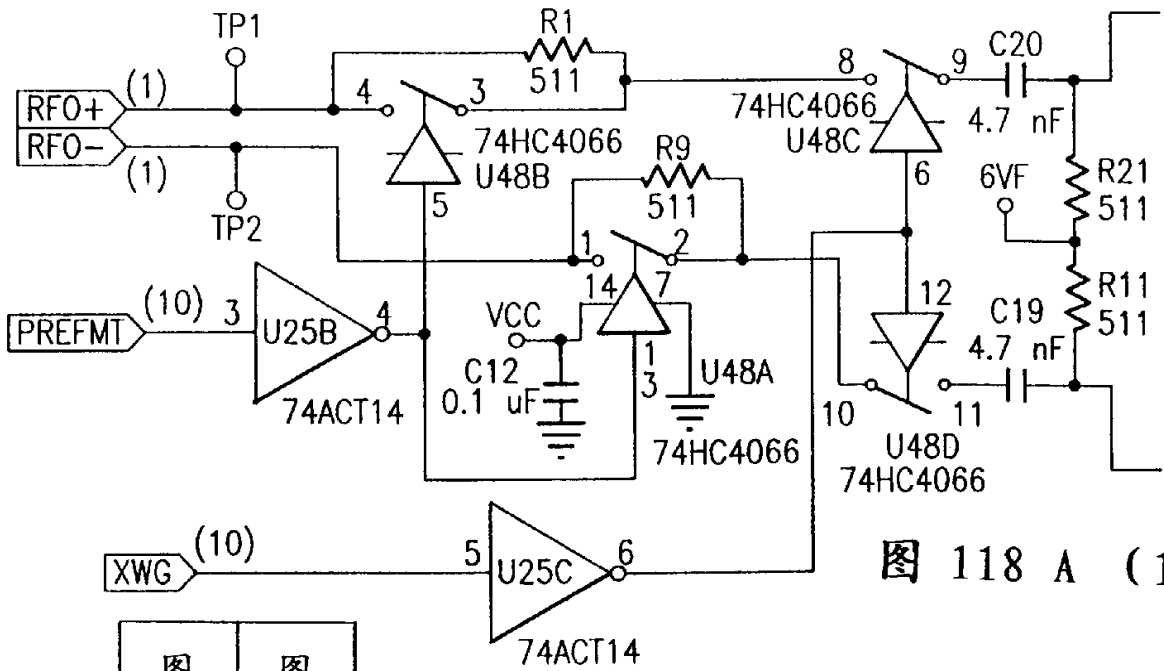 TP1
R1
511
C20
RFO+
(1)
4
3
8
9
74HC4066
U48B
74HC4066
U48C
4.7 nF
RFO-
(1)
TP2
5
R9
511
6
6VF
R21
511
1
2
14
7
PREFMT
(10)
3
U25B
4
74ACT14
VCC
C12
0.1 uF
1
3
U48A
74HC4066
12
C19
4.7 nF
R11
511
10
11
U48D
74HC4066
XWG
(10)
5
U25C
6
74ACT14
图 118 A (1
图
图